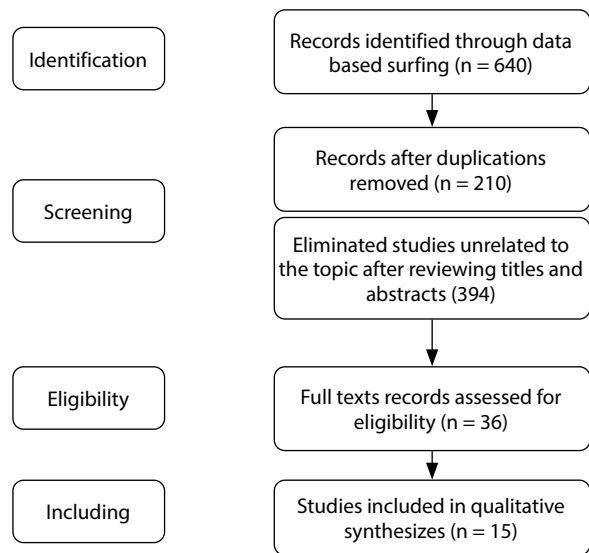 Identification
Records identified through data
based surfing (n = 640)
Screening
Records after duplications
removed (n = 210)
Eliminated studies unrelated to
the topic after reviewing titles and
abstracts (394)
Eligibility
Full texts records assessed for
eligibility (n = 36)
Including
Studies included in qualitative
synthesizes (n = 15)